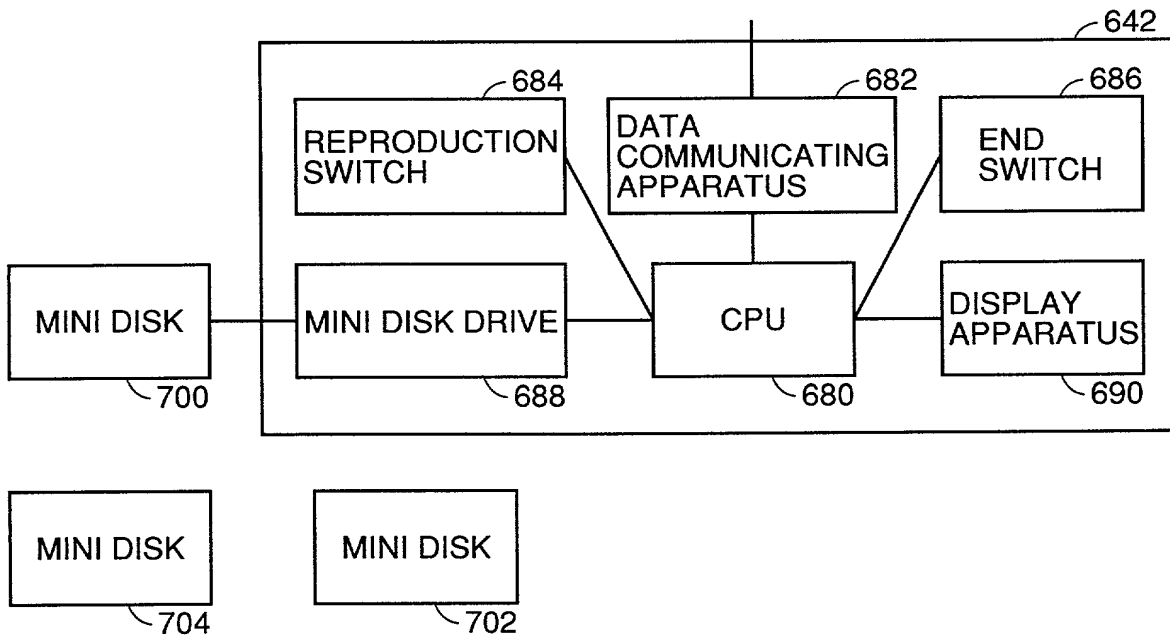 642
684
682
686
REPRODUCTION
SWITCH
DATA
COMMUNICATING
APPARATUS
END
SWITCH
MINI DISK
MINI DISK DRIVE
CPU
DISPLAY
APPARATUS
700
688
680
690
MINI DISK
MINI DISK
704
702